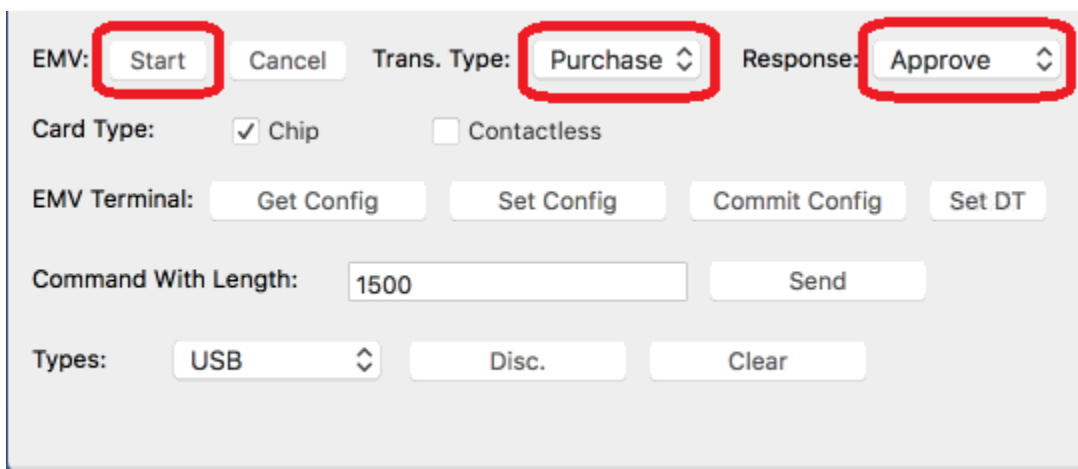 EMV: Start Cancel Trans. Type: Purchase Response: Approve
Card Type: Chip Contactless
EMV Terminal: Get Config Set Config Commit Config Set DT
Command With Length: 1500 Send
Types: USB Disc. Clear